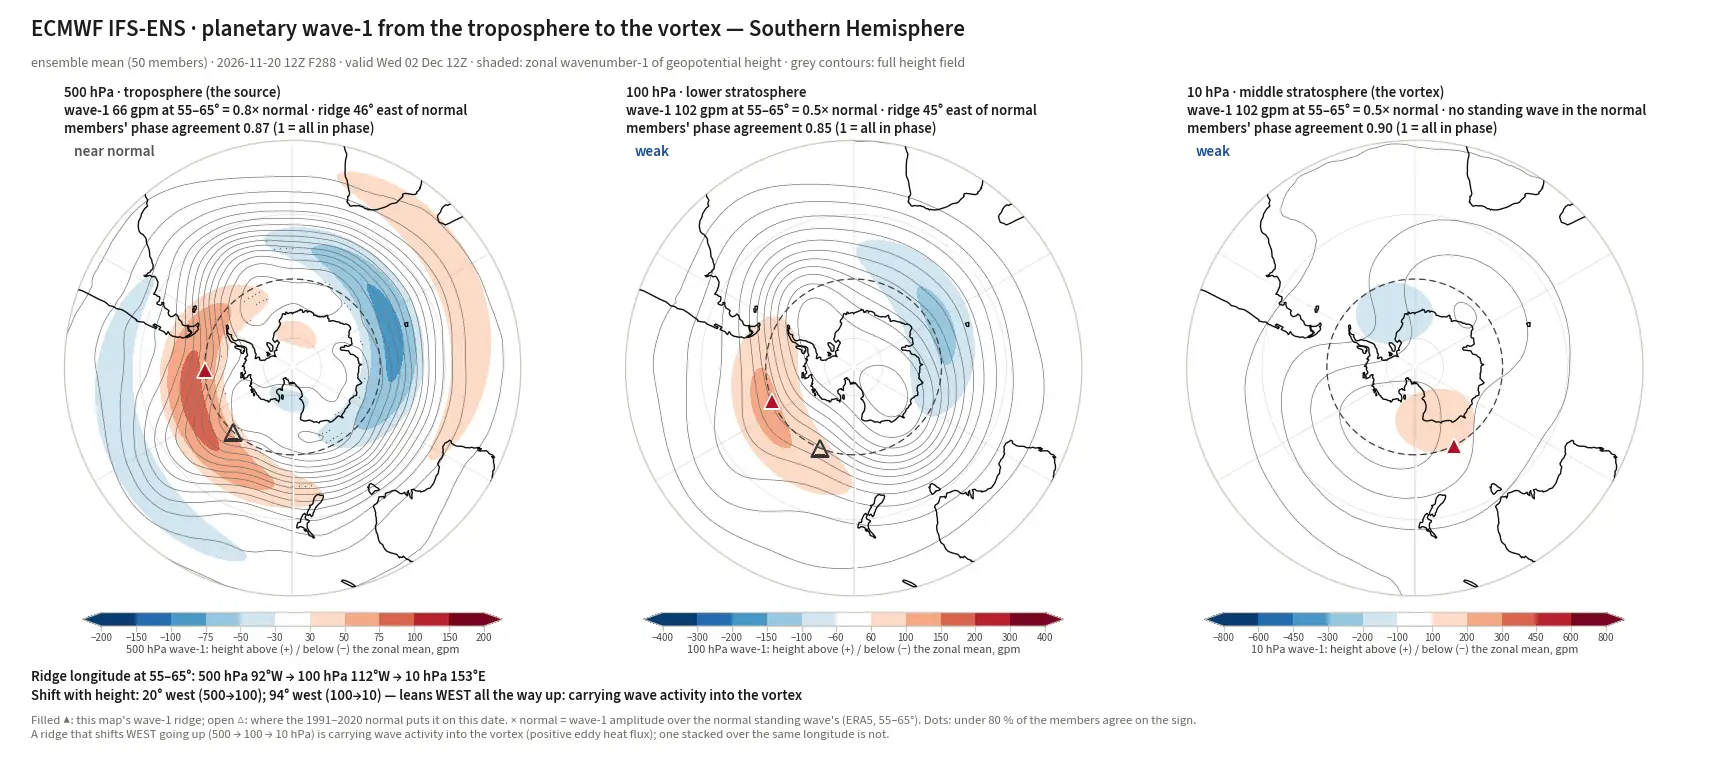 ECMWF IFS-ENS · planetary wave-1 from the troposphere to the vortex — Southern Hemisphere
ensemble mean (50 members) · 2026-11-20 12Z F288 · valid Wed 02 Dec 12Z · shaded: zonal wavenumber-1 of geopotential height · grey contours: full height field
500 hPa · troposphere (the source)
wave-1 66 gpm at 55–65° = 0.8× normal · ridge 46° east of normal
members' phase agreement 0.87 (1 = all in phase)
near normal
100 hPa · lower stratosphere
wave-1 102 gpm at 55–65° = 0.5× normal · ridge 45° east of normal
members' phase agreement 0.85 (1 = all in phase)
weak
10 hPa · middle stratosphere (the vortex)
wave-1 102 gpm at 55–65° = 0.5× normal · no standing wave in the normal
members' phase agreement 0.90 (1 = all in phase)
weak
−200 −150 −100 −75 −50 −30 30 50 75 100 150 200
500 hPa wave-1: height above (+) / below (−) the zonal mean, gpm
−400 −300 −200 −150 −100 −60 60 100 150 200 300 400
100 hPa wave-1: height above (+) / below (−) the zonal mean, gpm
−800 −600 −450 −300 −200 −100 100 200 300 450 600 800
10 hPa wave-1: height above (+) / below (−) the zonal mean, gpm
Ridge longitude at 55–65°: 500 hPa 92°W → 100 hPa 112°W → 10 hPa 153°E
Shift with height: 20° west (500→100); 94° west (100→10) — leans WEST all the way up: carrying wave activity into the vortex
Filled ▲: this map's wave-1 ridge; open △: where the 1991–2020 normal puts it on this date. × normal = wave-1 amplitude over the normal standing wave's (ERA5, 55–65°). Dots: under 80 % of the members agree on the sign.
A ridge that shifts WEST going up (500 → 100 → 10 hPa) is carrying wave activity into the vortex (positive eddy heat flux); one stacked over the same longitude is not.